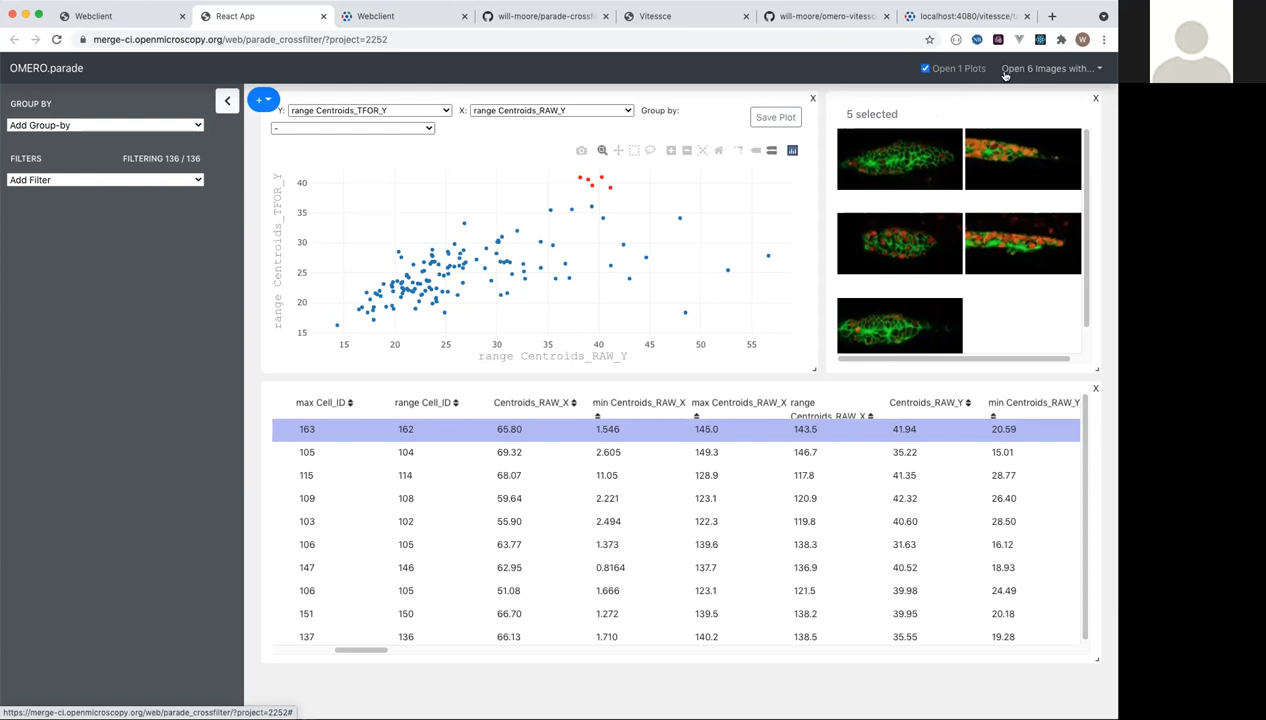 Webclient
React App
Webclient
will-moore/parade-crossf
Vitessce
will-moore/omero-vitessc
localhost:4080/vitessce/t
merge-ci.openmicroscopy.org/web/parade_crossfilter/?project=2252
W
OMERO.parade
Open 1 Plots
Open 6 Images with...
GROUP BY
Add Group-by
FILTERS
FILTERING 136 / 136
Add Filter
+
Y:
range Centroids_TFOR_Y
X:
range Centroids_RAW_Y
Group by:
-
Save Plot
X
40
35
30
25
20
15
range Centroids_TFOR_Y
15
20
25
30
35
40
45
50
55
range Centroids_RAW_Y
X
5 selected
X
max Cell_ID
range Cell_ID
Centroids_RAW_X
min Centroids_RAW_X
max Centroids_RAW_X
range Centroids_RAW_X
Centroids_RAW_Y
min Centroids_RAW_Y
163 162 65.80 1.546 145.0 143.5 41.94 20.59
105 104 69.32 2.605 149.3 146.7 35.22 15.01
115 114 68.07 11.05 128.9 117.8 41.35 28.77
109 108 59.64 2.221 123.1 120.9 42.32 26.40
103 102 55.90 2.494 122.3 119.8 40.60 28.50
106 105 63.77 1.373 139.6 138.3 31.63 16.12
147 146 62.95 0.8164 137.7 136.9 40.52 18.93
106 105 51.08 1.666 123.1 121.5 39.98 24.49
151 150 66.70 1.272 139.5 138.2 39.95 20.18
137 136 66.13 1.710 140.2 138.5 35.55 19.28
https://merge-ci.openmicroscopy.org/web/parade_crossfilter/?project=2252#